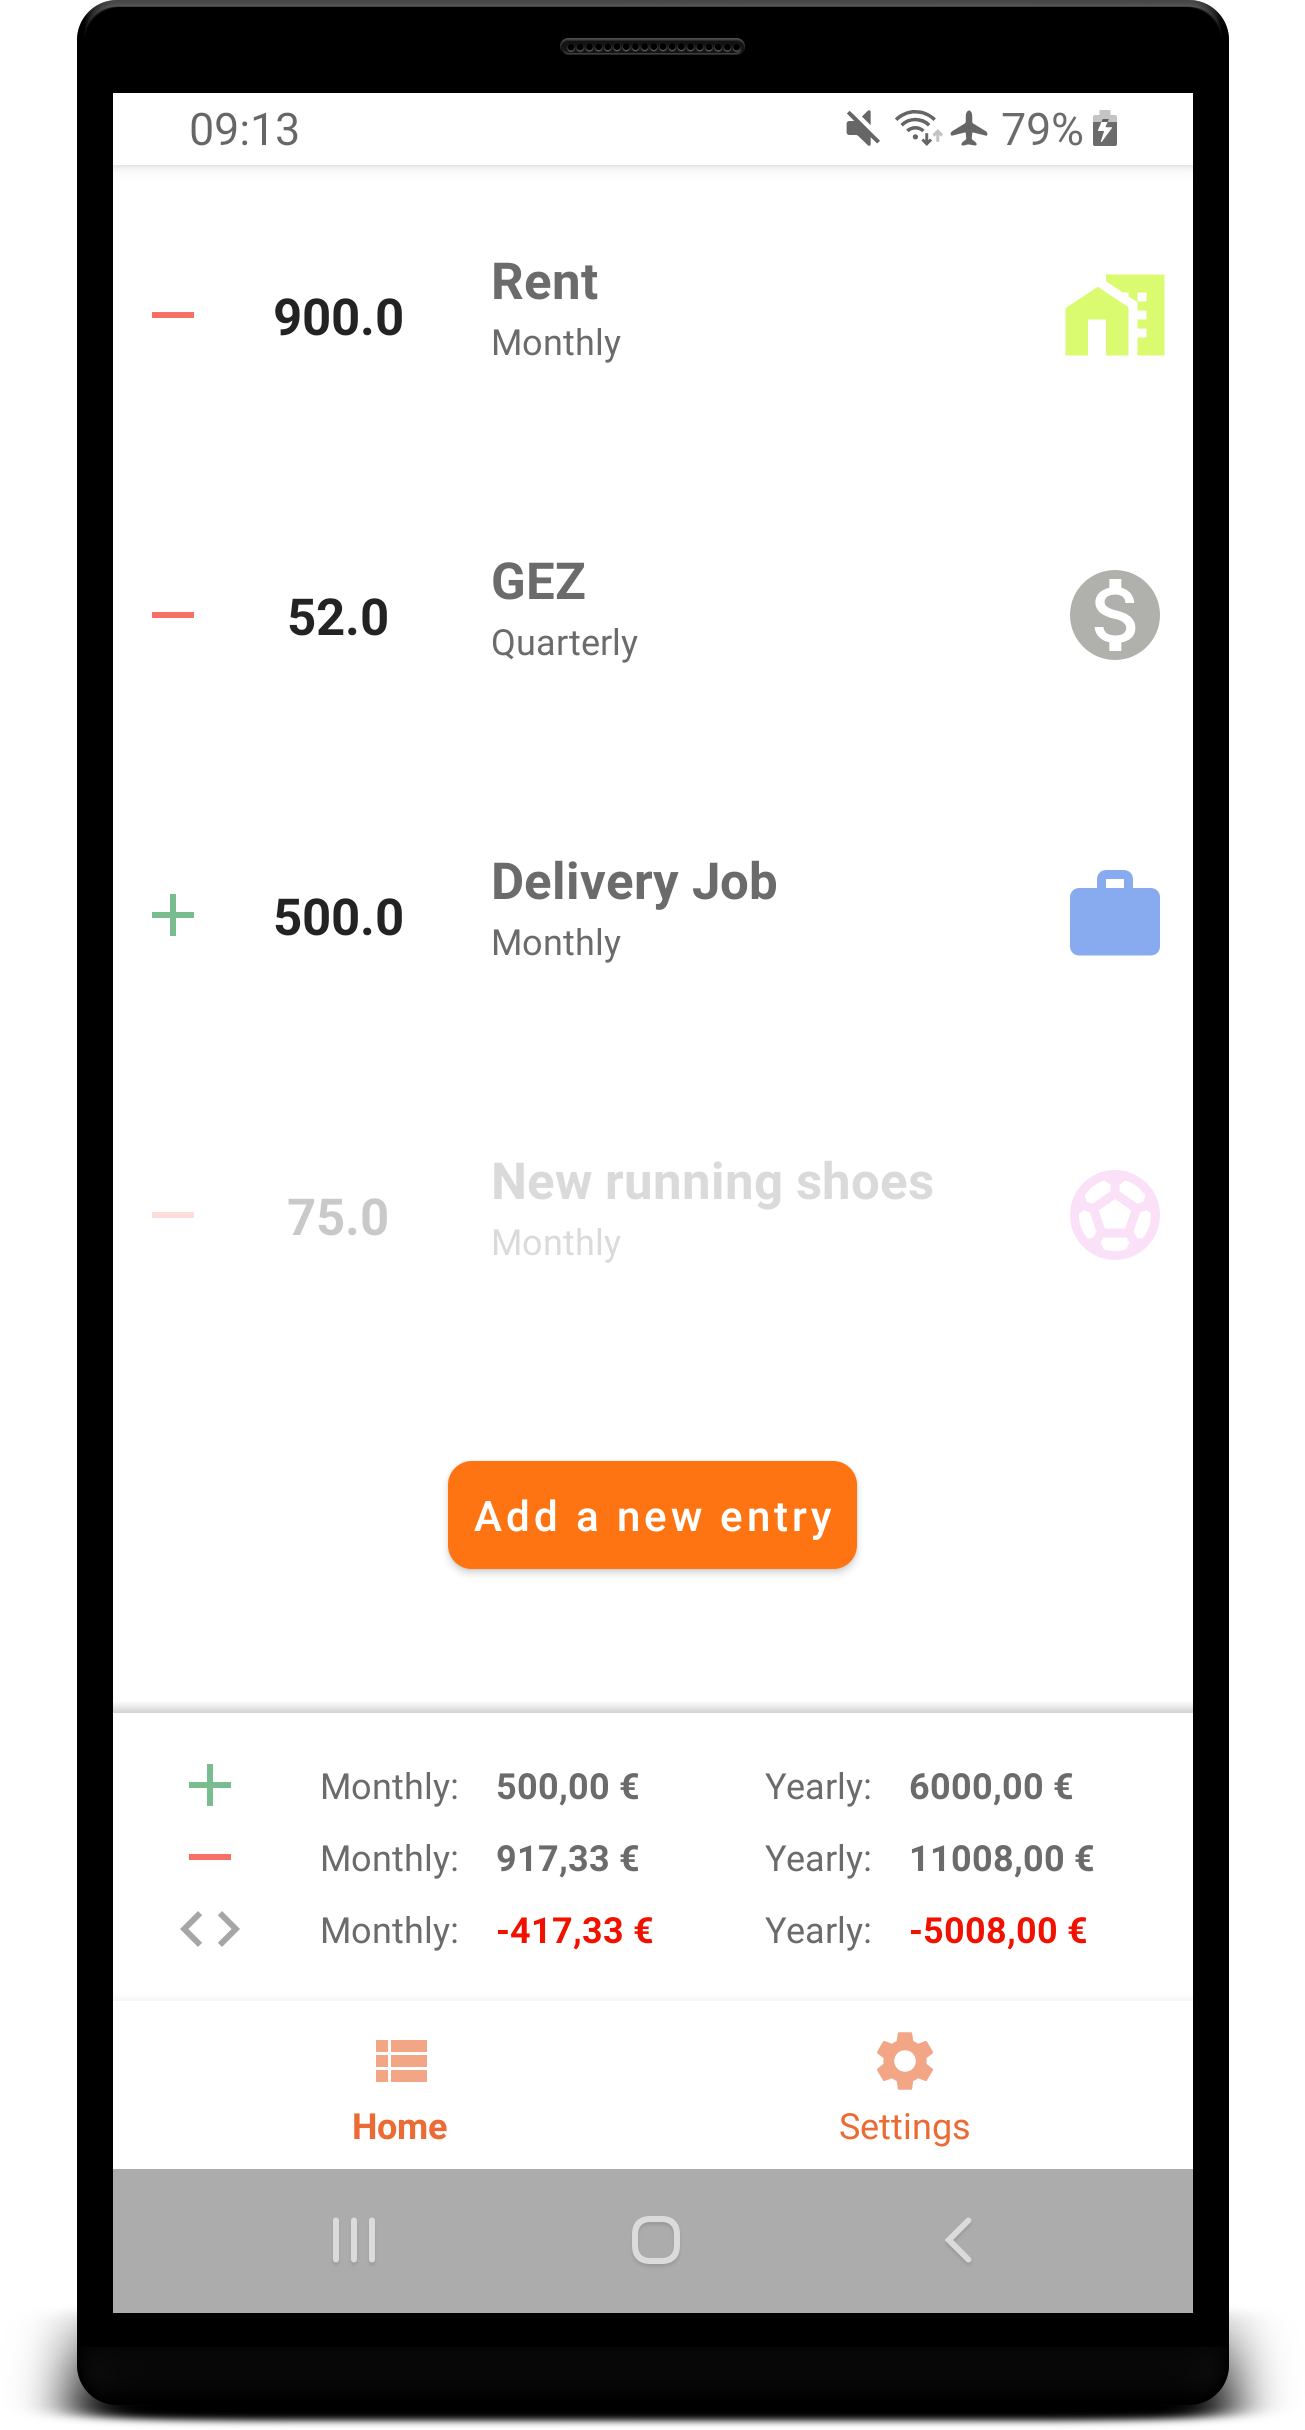 09:13 79%
Rent
900.0
Monthly
GEZ
52.0
Quarterly
Delivery Job
500.0
Monthly
New running shoes
75.0
Monthly
Add a new entry
Monthly: 500,00 € Yearly: 6000,00 €
Monthly: 917,33 € Yearly: 11008,00 €
Monthly: -417,33 € Yearly: -5008,00 €
Home Settings